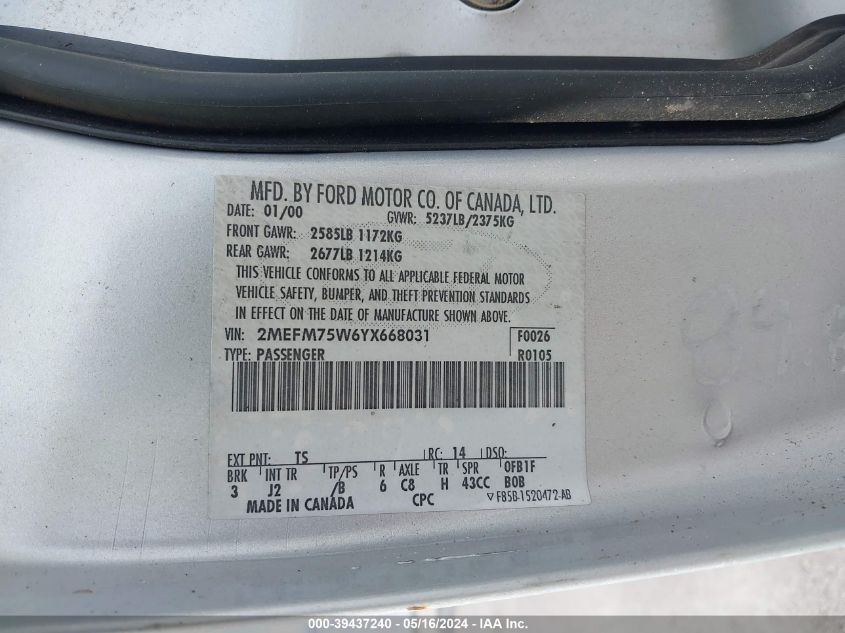 MFD. BY FORD MOTOR CO. OF CANADA, LTD.
DATE: 01/00 GVWR: 5237LB/2375KG
FRONT GAWR: 2585LB 1172KG
REAR GAWR: 2677LB 1214KG
THIS VEHICLE CONFORMS TO ALL APPLICABLE FEDERAL MOTOR
VEHICLE SAFETY, BUMPER, AND THEFT PREVENTION STANDARDS
IN EFFECT ON THE DATE OF MANUFACTURE SHOWN ABOVE.
VIN: 2MEFM75W6YX668031 F0026
TYPE: PASSENGER R0105
EXT PNT: TS RC: 14 DSO:
BRK INT TR TP/PS R AXLE TR SPR 0FB1F
3 J2 /B 6 C8 H 43CC B0B
MADE IN CANADA CPC F85B-1520472-AB
Stock-No: 39437240 - 05/16/2024 - IAA Inc.